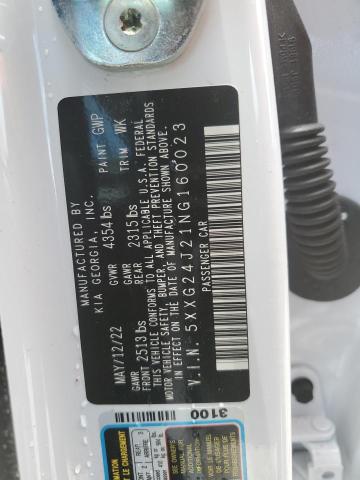 MANUFACTURED BY
KIA GEORGIA, INC.
PAINT GWP
MAY/12/22
GVWR 4354 lbs
TRIM WK
GAWR
FRONT 2513 lbs
GAWR
REAR 2315 lbs
THIS VEHICLE CONFORMS TO ALL APPLICABLE U.S.A. FEDERAL
MOTOR VEHICLE SAFETY, BUMPER, AND THEFT PREVENTION STANDARDS
IN EFFECT ON THE DATE OF MANUFACTURE SHOWN ABOVE.
V.I.N. 5XXG24J21NG160023
PASSENGER CAR
3100